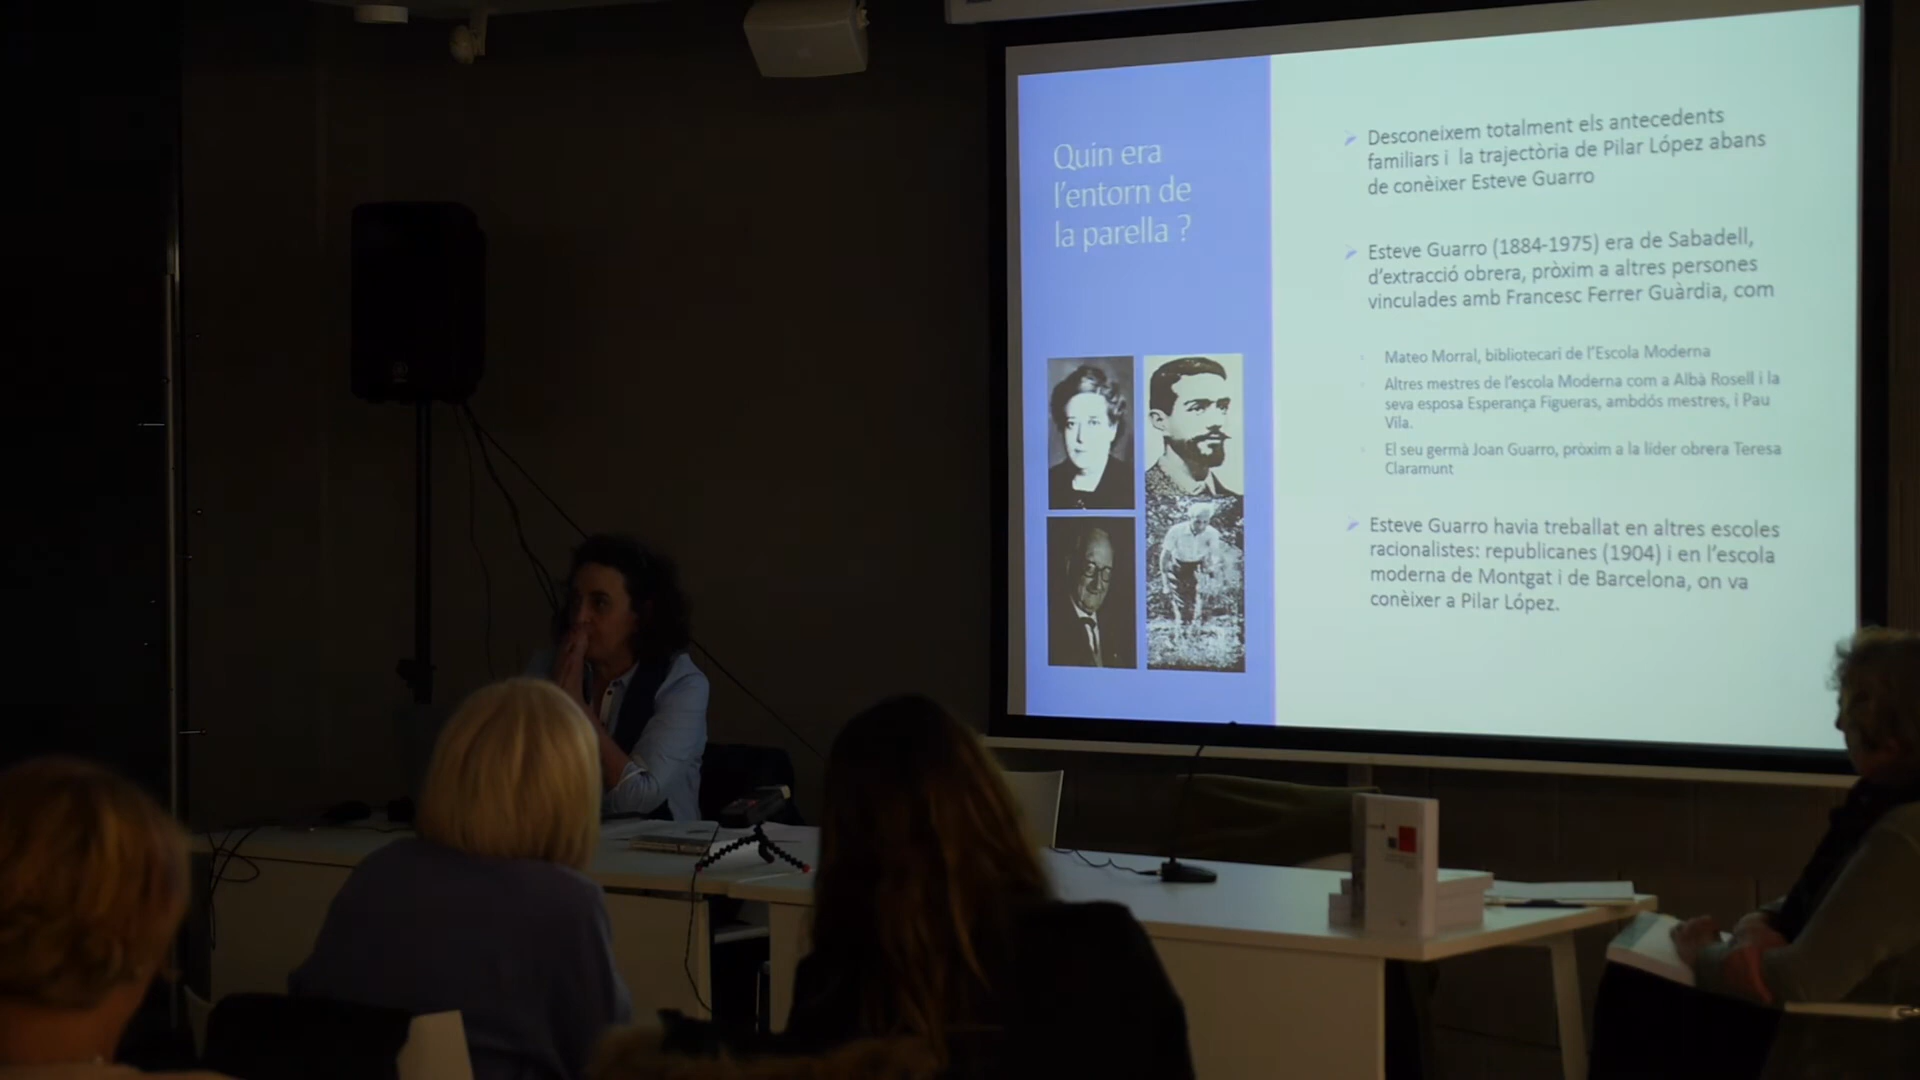 Quin era
l'entorn de
la parella ?
Desconeixem totalment els antecedents
familiars i la trajectòria de Pilar López abans
de conèixer Esteve Guarro
Esteve Guarro (1884-1975) era de Sabadell,
d'extracció obrera, pròxim a altres persones
vinculades amb Francesc Ferrer Guàrdia, com
Mateo Morral, bibliotecari de l'Escola Moderna
Altres mestres de l'escola Moderna com a Albà Rosell i la
seva esposa Esperança Figueras, ambdós mestres, i Pau
Vila.
El seu germà Joan Guarro, pròxim a la líder obrera Teresa
Claramunt
Esteve Guarro havia treballat en altres escoles
racionalistes: republicanes (1904) i en l'escola
moderna de Montgat i de Barcelona, on va
conèixer a Pilar López.